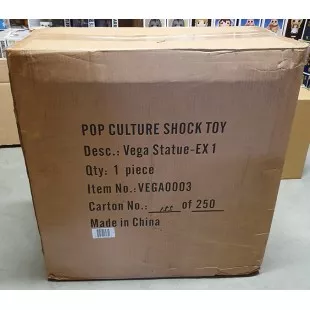 POP CULTURE SHOCK TOY
Desc.: Vega Statue-EX 1
Qty: 1 piece
Item No.: VEGA0003
Carton No.: of 250
Made in China